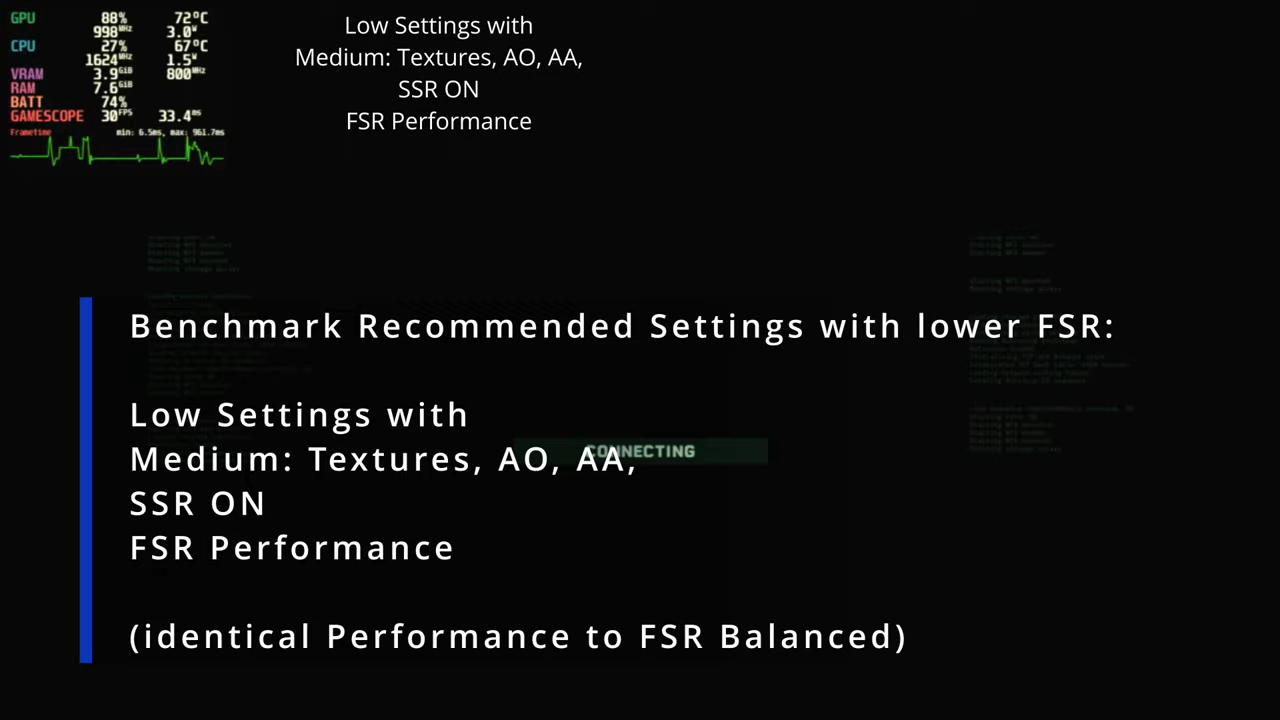 GPU 88% 72°C
998MHz 3.0W
CPU 27% 67°C
1624MHz 1.5W
VRAM 3.9GiB 800MHz
RAM 7.6GiB
BATT 74%
GAMESCOPE 30FPS 33.4ms
Frametime min: 6.5ms, max: 961.7ms
Low Settings with
Medium: Textures, AO, AA,
SSR ON
FSR Performance
Benchmark Recommended Settings with lower FSR:
Low Settings with
CONNECTING
Medium: Textures, AO, AA,
SSR ON
FSR Performance
(identical Performance to FSR Balanced)